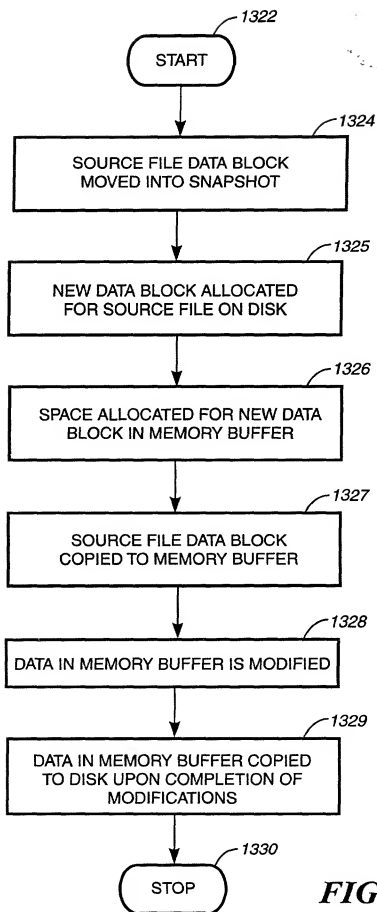 1322
START
1324
SOURCE FILE DATA BLOCK
MOVED INTO SNAPSHOT
1325
NEW DATA BLOCK ALLOCATED
FOR SOURCE FILE ON DISK
1326
SPACE ALLOCATED FOR NEW DATA
BLOCK IN MEMORY BUFFER
1327
SOURCE FILE DATA BLOCK
COPIED TO MEMORY BUFFER
1328
DATA IN MEMORY BUFFER IS MODIFIED
1329
DATA IN MEMORY BUFFER COPIED
TO DISK UPON COMPLETION OF
MODIFICATIONS
1330
STOP
FIG